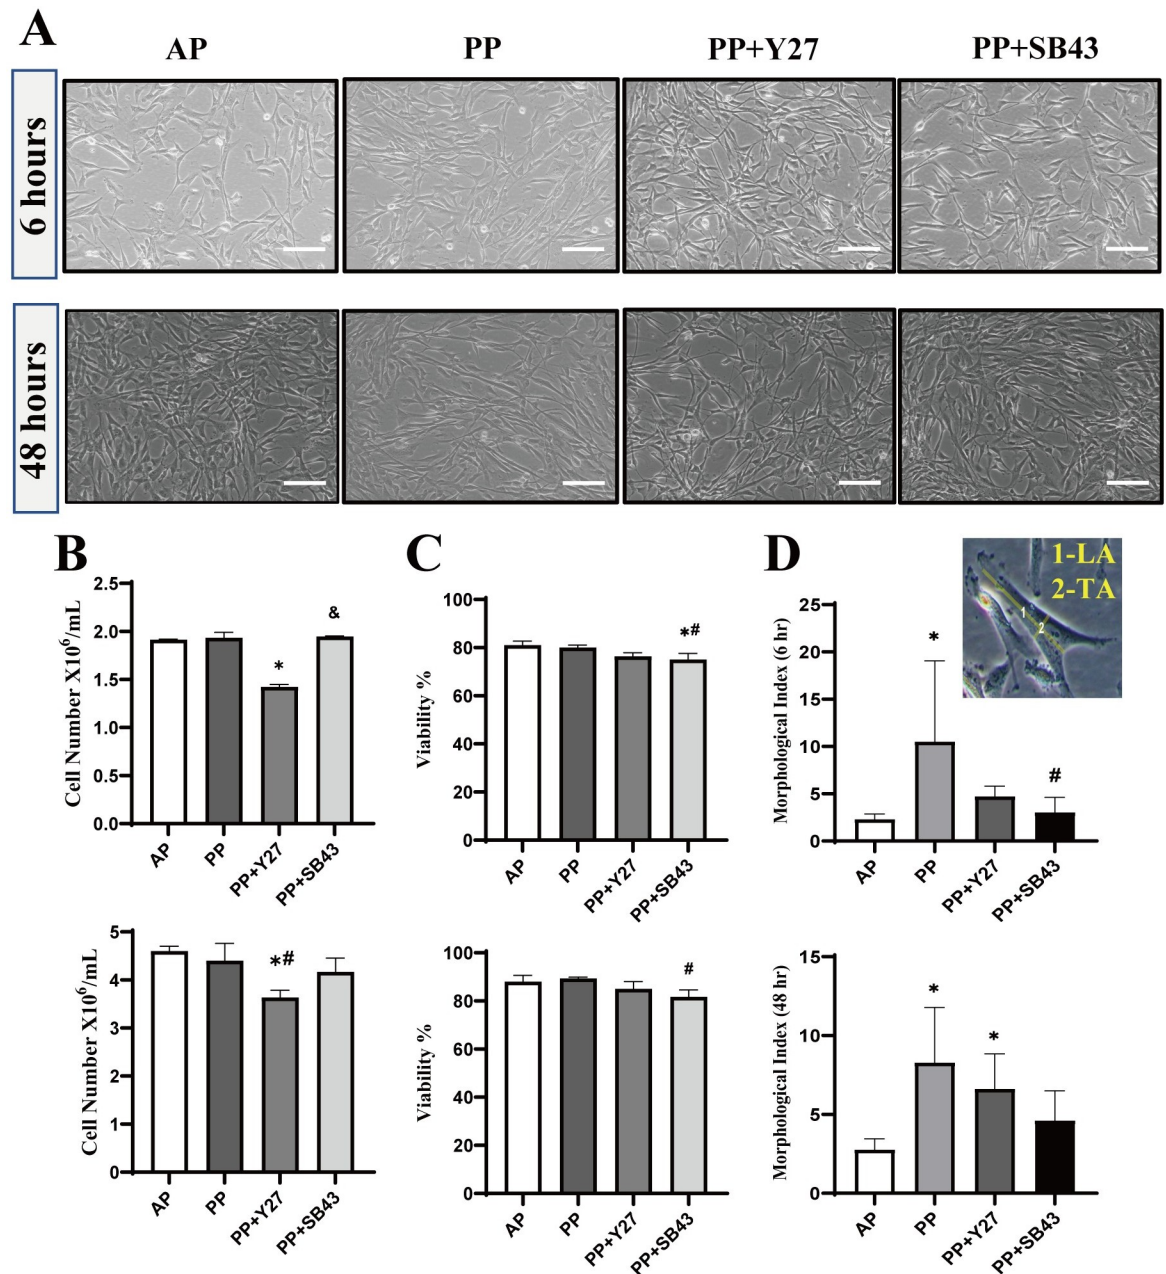 A
AP
PP
PP+Y27
PP+SB43
6 hours
48 hours
B
Cell Number X10⁶/mL
2.5
2.0
1.5
1.0
0.5
0.0
*
&
AP
PP
PP+Y27
PP+SB43
Cell Number X10⁶/mL
5
4
3
2
1
0
*#
AP
PP
PP+Y27
PP+SB43
C
Viability %
100
80
60
40
20
0
*#
AP
PP
PP+Y27
PP+SB43
Viability %
100
80
60
40
20
0
#
AP
PP
PP+Y27
PP+SB43
D
1-LA
2-TA
1
2
Morphological Index (6 hr)
25
20
15
10
5
0
*
#
AP
PP
PP+Y27
PP+SB43
Morphological Index (48 hr)
15
10
5
0
*
*
AP
PP
PP+Y27
PP+SB43